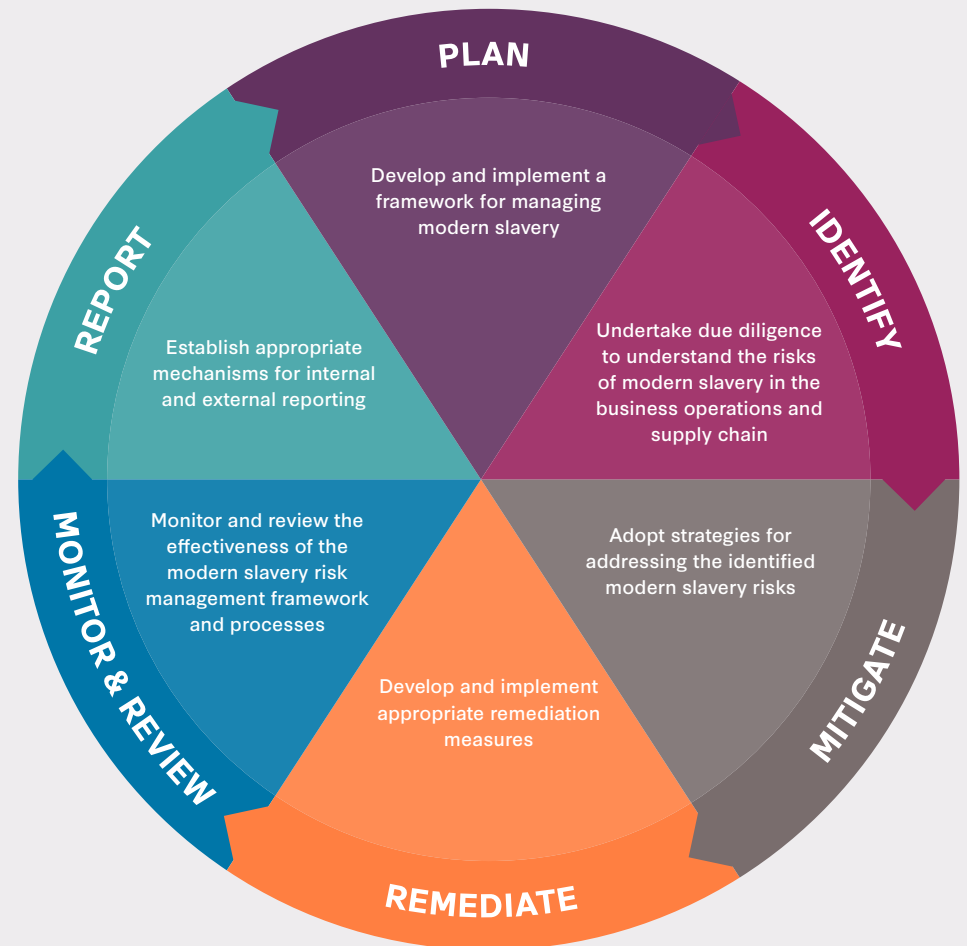 PLAN
Develop and implement a
framework for managing
modern slavery
IDENTIFY
Undertake due diligence
to understand the risks
of modern slavery in the
business operations and
supply chain
MITIGATE
Adopt strategies for
addressing the identified
modern slavery risks
REMEDIATE
Develop and implement
appropriate remediation
measures
MONITOR & REVIEW
Monitor and review the
effectiveness of the
modern slavery risk
management framework
and processes
REPORT
Establish appropriate
mechanisms for internal
and external reporting